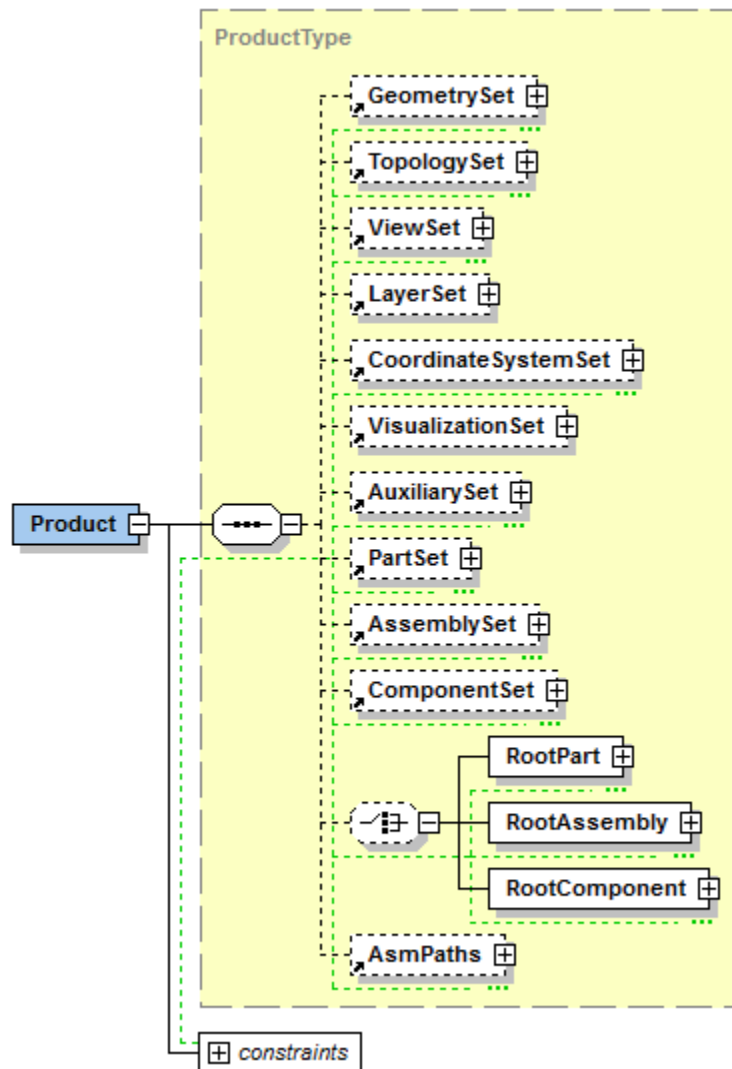 ProductType
GeometrySet
TopologySet
ViewSet
LayerSet
CoordinateSystemSet
VisualizationSet
AuxiliarySet
Product
PartSet
AssemblySet
ComponentSet
RootPart
RootAssembly
RootComponent
AsmPaths
constraints